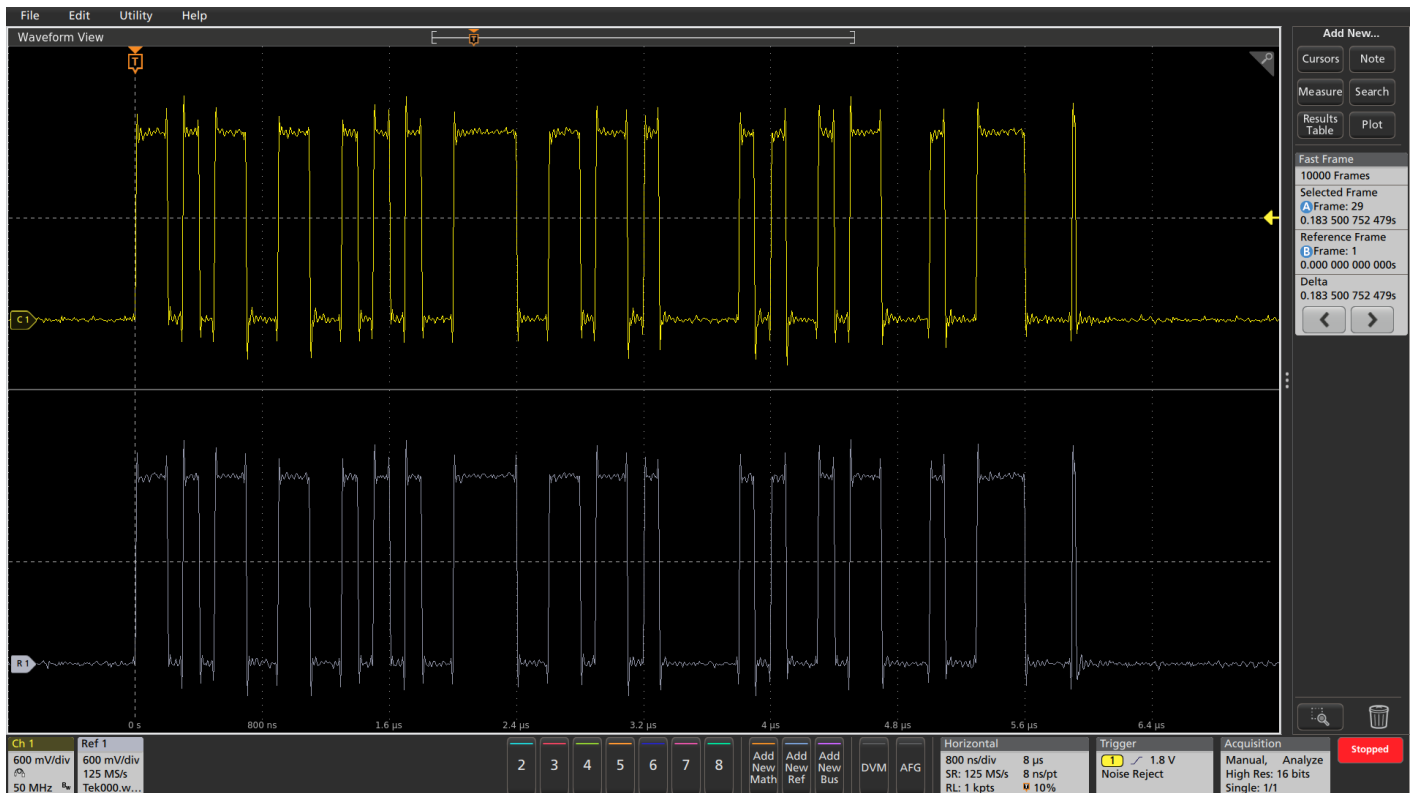 File Edit Utility Help
Waveform View
T
T
C 1
R 1
0 s 800 ns 1.6 µs 2.4 µs 3.2 µs 4 µs 4.8 µs 5.6 µs 6.4 µs
Add New...
Cursors Note
Measure Search
Results Table Plot
Fast Frame
10000 Frames
Selected Frame
A Frame: 29
0.183 500 752 479s
Reference Frame
B Frame: 1
0.000 000 000 000s
Delta
0.183 500 752 479s
Ch 1
600 mV/div
50 MHz
Ref 1
600 mV/div
125 MS/s
Tek000.w...
2 3 4 5 6 7 8
Add New Math
Add New Ref
Add New Bus
DVM
AFG
Horizontal
800 ns/div 8 µs
SR: 125 MS/s 8 ns/pt
RL: 1 kpts 10%
Trigger
1 1.8 V
Noise Reject
Acquisition
Manual, Analyze
High Res: 16 bits
Single: 1/1
Stopped